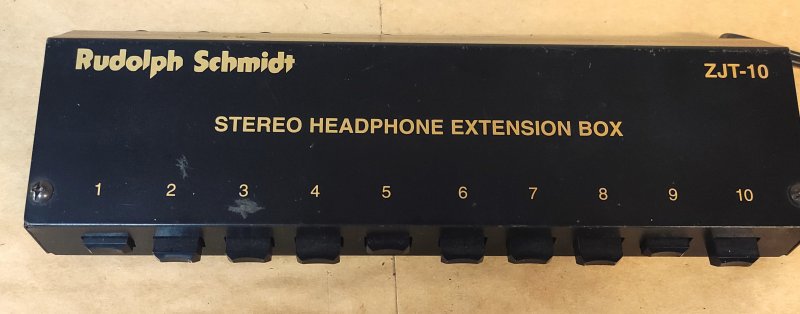 Rudolph Schmidt
ZJT-10
STEREO HEADPHONE EXTENSION BOX
1 2 3 4 5 6 7 8 9 10